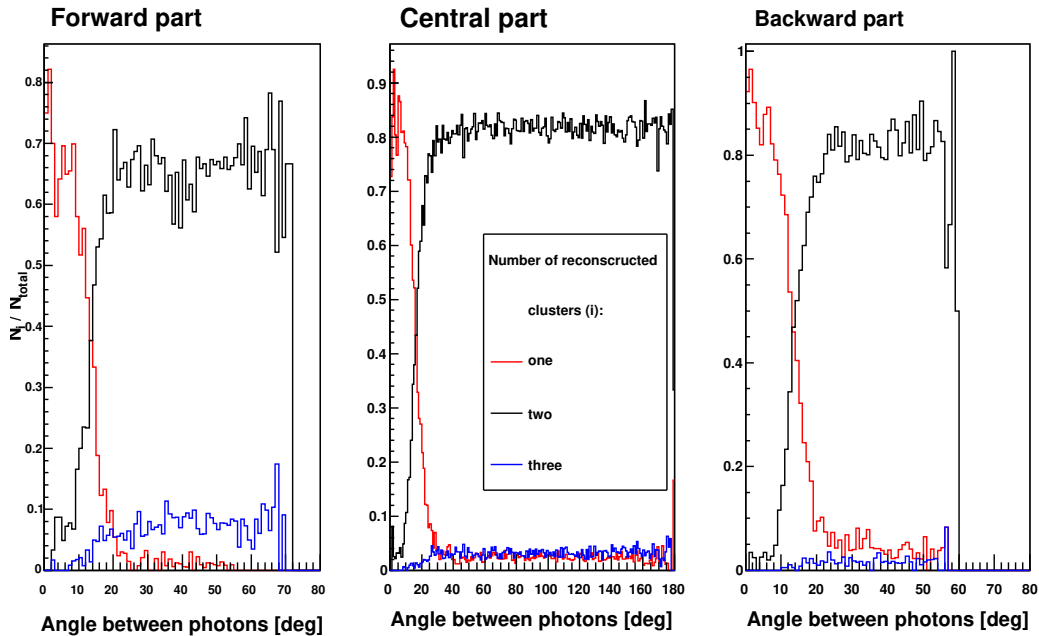 Forward part
Central part
Backward part
N_i / N_total
0.8
0.7
0.6
0.5
0.4
0.3
0.2
0.1
0
0 10 20 30 40 50 60 70 80
Angle between photons [deg]
0.9
0.8
0.7
0.6
0.5
0.4
0.3
0.2
0.1
0
0 20 40 60 80 100 120 140 160 180
Angle between photons [deg]
Number of reconscructed
clusters (i):
one
two
three
1
0.8
0.6
0.4
0.2
0
0 10 20 30 40 50 60 70 80
Angle between photons [deg]